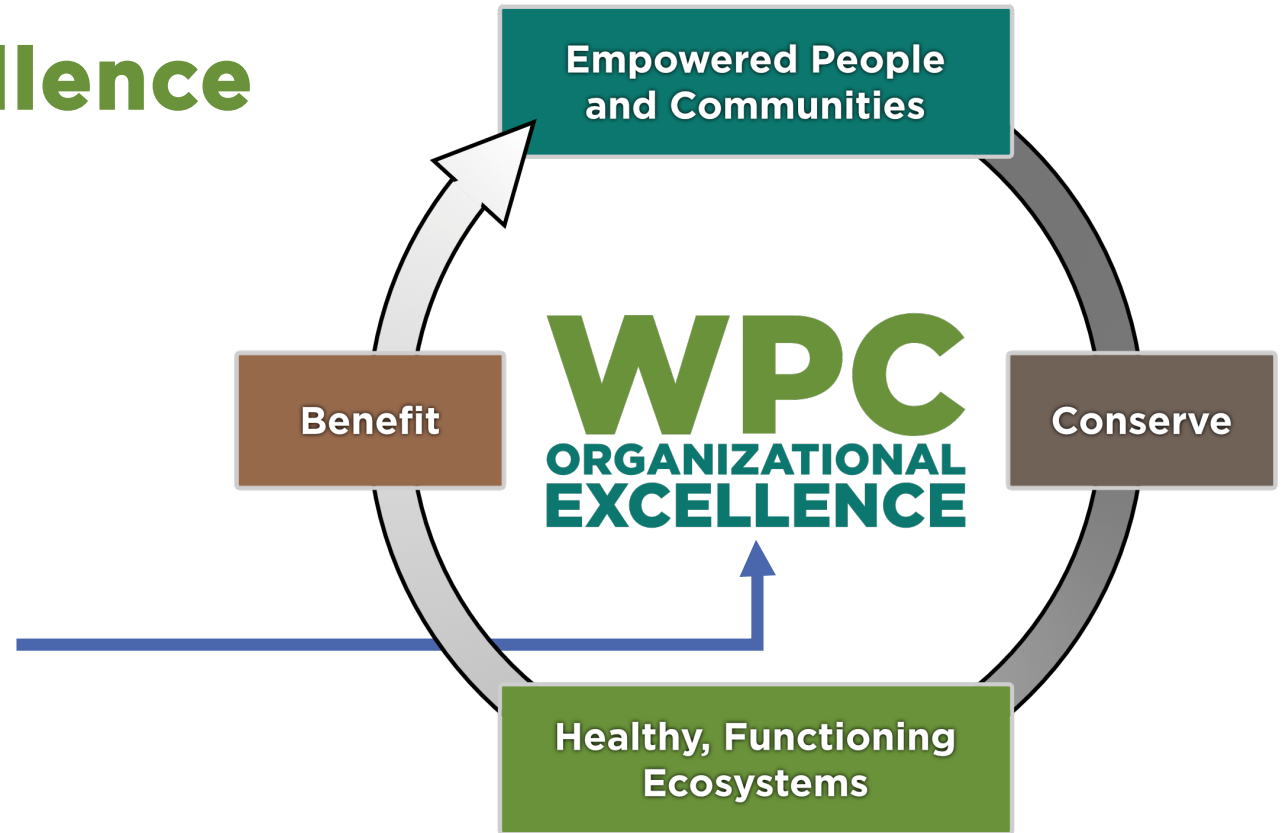 llence
Empowered People
and Communities
Benefit
WPC
ORGANIZATIONAL
EXCELLENCE
Conserve
Healthy, Functioning
Ecosystems